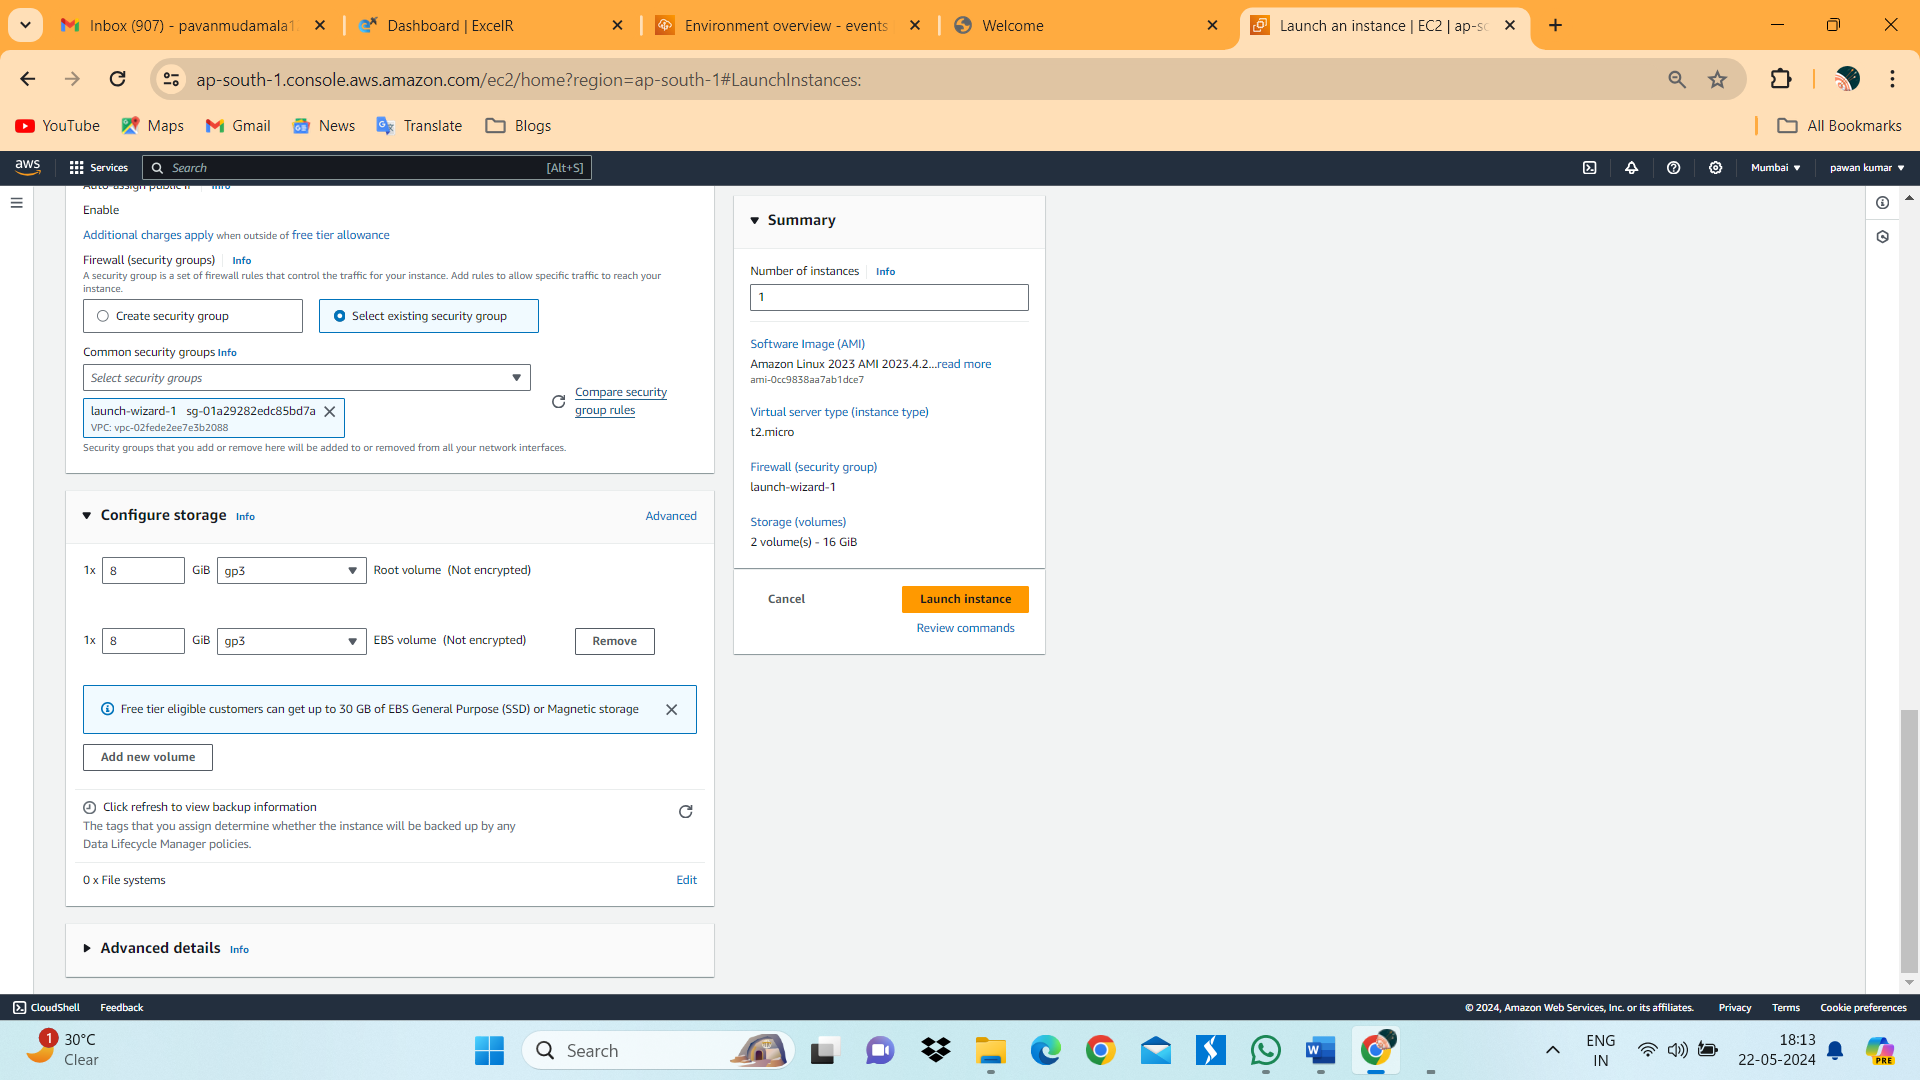 Inbox (907) - pavanmudamala1
Dashboard | ExcelR
Environment overview - events
Welcome
Launch an instance | EC2 | ap-so
ap-south-1.console.aws.amazon.com/ec2/home?region=ap-south-1#LaunchInstances:
YouTube
Maps
Gmail
News
Translate
Blogs
All Bookmarks
aws
Services
Search
[Alt+S]
Mumbai
pawan kumar
Auto-assign public IP Info
Enable
Additional charges apply when outside of free tier allowance
Firewall (security groups) Info
A security group is a set of firewall rules that control the traffic for your instance. Add rules to allow specific traffic to reach your
instance.
Create security group
Select existing security group
Common security groups Info
Select security groups
Compare security
group rules
launch-wizard-1 sg-01a29282edc85bd7a
VPC: vpc-02fede2ee7e3b2088
Security groups that you add or remove here will be added to or removed from all your network interfaces.
Configure storage Info
Advanced
1x 8 GiB gp3 Root volume (Not encrypted)
1x 8 GiB gp3 EBS volume (Not encrypted) Remove
Free tier eligible customers can get up to 30 GB of EBS General Purpose (SSD) or Magnetic storage
Add new volume
Click refresh to view backup information
The tags that you assign determine whether the instance will be backed up by any
Data Lifecycle Manager policies.
0 x File systems
Edit
Advanced details Info
Summary
Number of instances Info
1
Software Image (AMI)
Amazon Linux 2023 AMI 2023.4.2...read more
ami-0cc9838aa7ab1dce7
Virtual server type (instance type)
t2.micro
Firewall (security group)
launch-wizard-1
Storage (volumes)
2 volume(s) - 16 GiB
Cancel
Launch instance
Review commands
CloudShell
Feedback
© 2024, Amazon Web Services, Inc. or its affiliates.
Privacy
Terms
Cookie preferences
1
30°C
Clear
Search
W
ENG
IN
18:13
22-05-2024
PRE